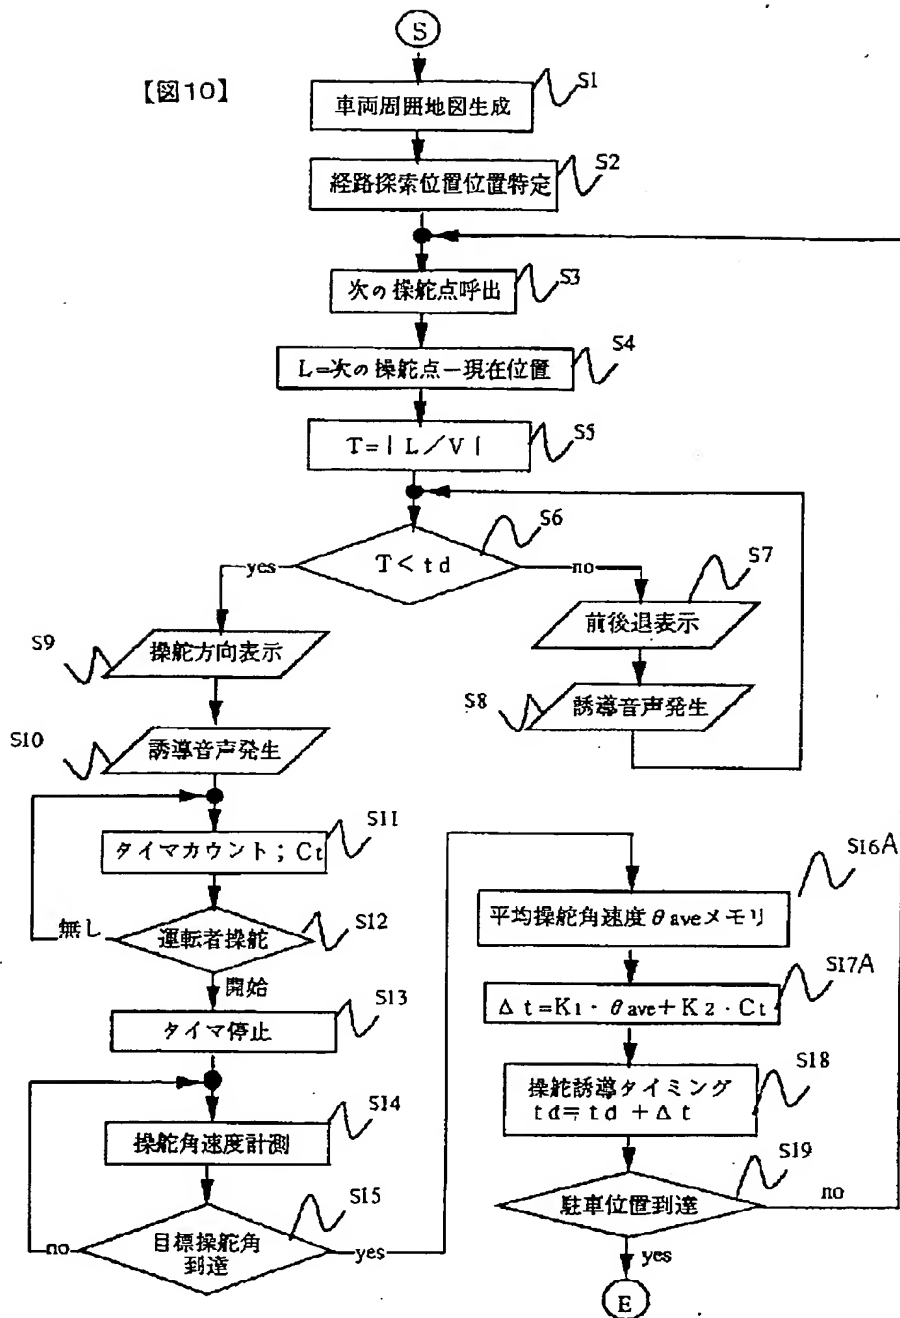 S
【図10】
車両周囲地図生成
S1
経路探索位置位置特定
S2
次の操舵点呼出
S3
L=次の操舵点－現在位置
S4
T=｜L／V｜
S5
T＜td
S6
yes
no
前後退表示
S7
誘導音声発生
S8
操舵方向表示
S9
誘導音声発生
S10
タイマカウント；Ct
S11
運転者操舵
S12
無し
開始
タイマ停止
S13
操舵角速度計測
S14
目標操舵角
到達
S15
no
yes
平均操舵角速度θaveメモリ
S16A
Δt=K1・θave+K2・Ct
S17A
操舵誘導タイミング
td=td+Δt
S18
駐車位置到達
S19
no
yes
E